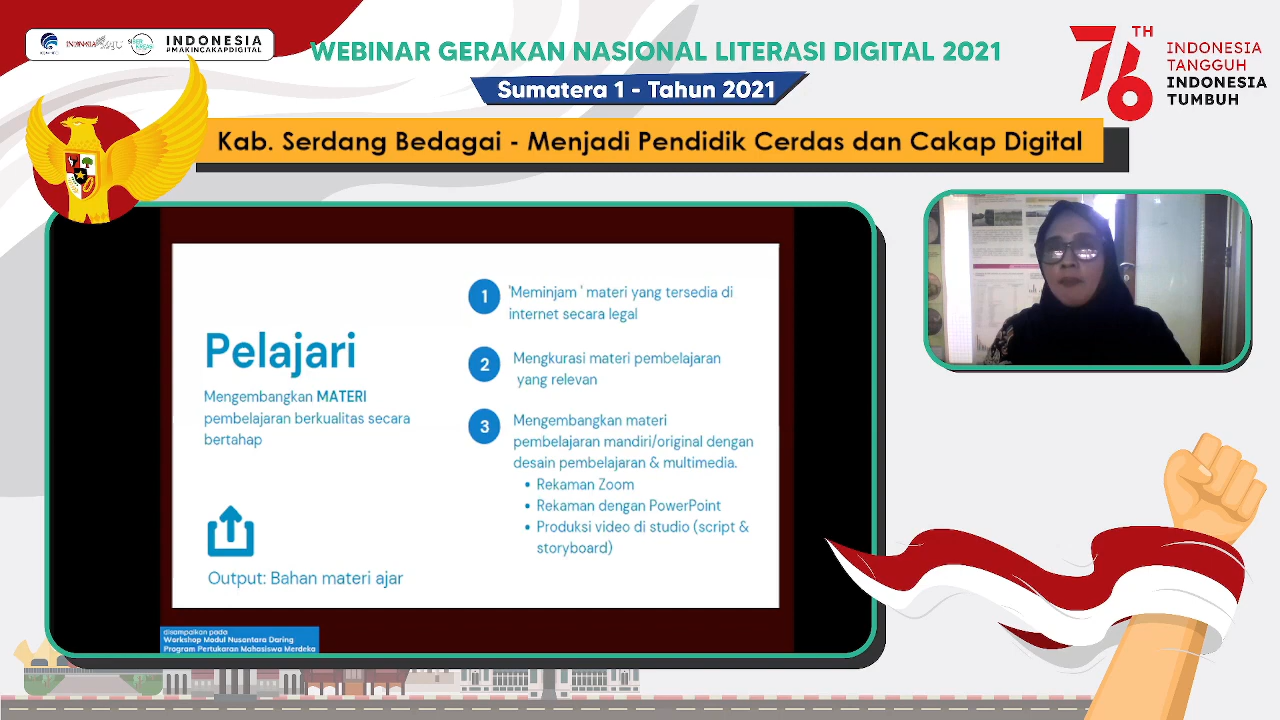 INDONESIA
#MAKINCAKAPDIGITAL
WEBINAR GERAKAN NASIONAL LITERASI DIGITAL 2021
Sumatera 1 - Tahun 2021
76TH
INDONESIA
TANGGUH
INDONESIA
TUMBUH
Kab. Serdang Bedagai - Menjadi Pendidik Cerdas dan Cakap Digital
Pelajari
Mengembangkan MATERI
pembelajaran berkualitas secara
bertahap
Output: Bahan materi ajar
1 'Meminjam ' materi yang tersedia di
internet secara legal
2 Mengkurasi materi pembelajaran
yang relevan
3 Mengembangkan materi
pembelajaran mandiri/original dengan
desain pembelajaran & multimedia.
• Rekaman Zoom
• Rekaman dengan PowerPoint
• Produksi video di studio (script &
storyboard)
disampaikan pada
Workshop Modul Nusantara Daring
Program Pertukaran Mahasiswa Merdeka